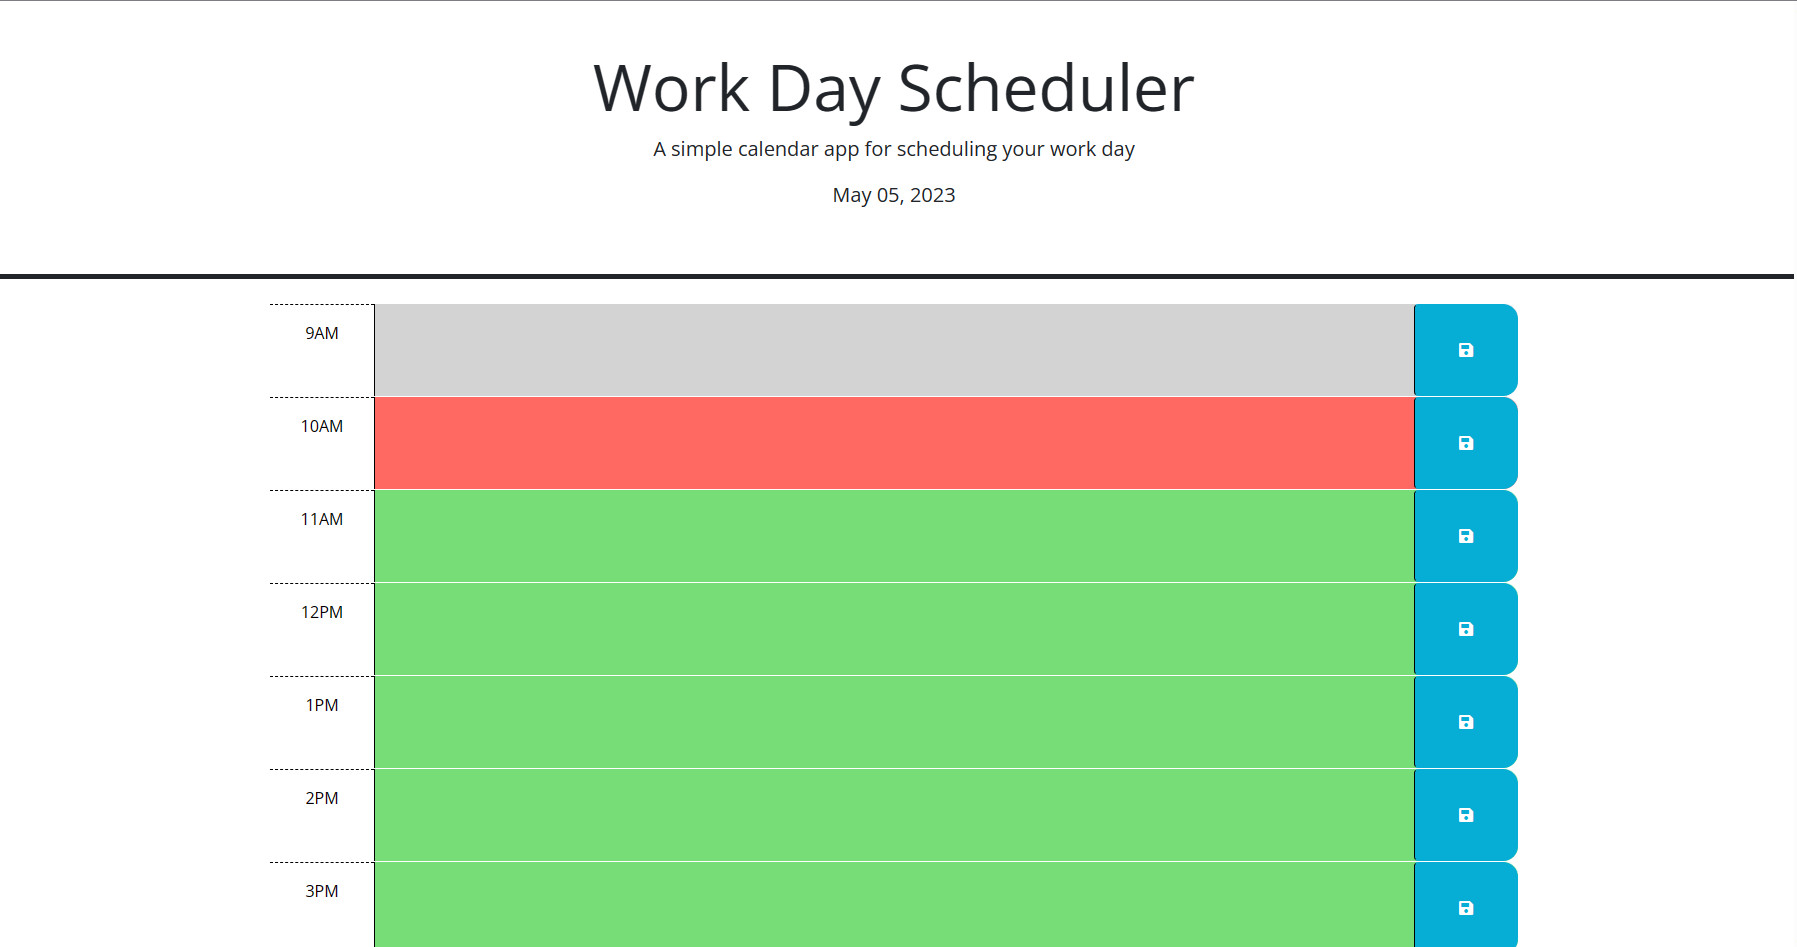 Work Day Scheduler
A simple calendar app for scheduling your work day
May 05, 2023
9AM
10AM
11AM
12PM
1PM
2PM
3PM